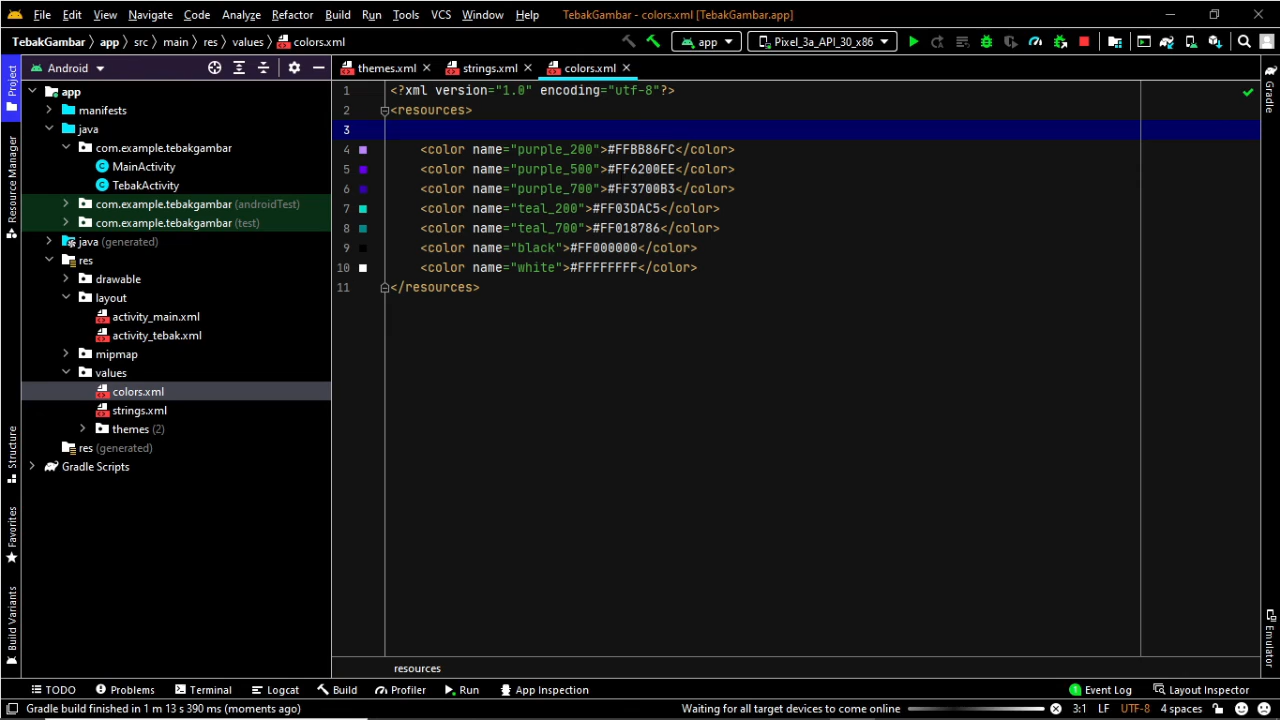 File Edit View Navigate Code Analyze Refactor Build Run Tools VCS Window Help TebakGambar - colors.xml [TebakGambar.app]
TebakGambar app src main res values colors.xml app Pixel_3a_API_30_x86
Android
themes.xml strings.xml colors.xml
Project
Resource Manager
Structure
Favorites
Build Variants
app
manifests
java
com.example.tebakgambar
MainActivity
TebakActivity
com.example.tebakgambar (androidTest)
com.example.tebakgambar (test)
java (generated)
res
drawable
layout
activity_main.xml
activity_tebak.xml
mipmap
values
colors.xml
strings.xml
themes (2)
res (generated)
Gradle Scripts
1 <?xml version="1.0" encoding="utf-8"?>
2 <resources>
3
4 <color name="purple_200">#FFBB86FC</color>
5 <color name="purple_500">#FF6200EE</color>
6 <color name="purple_700">#FF3700B3</color>
7 <color name="teal_200">#FF03DAC5</color>
8 <color name="teal_700">#FF018786</color>
9 <color name="black">#FF000000</color>
10 <color name="white">#FFFFFFFF</color>
11 </resources>
resources
Gradle
Emulator
TODO Problems Terminal Logcat Build Profiler Run App Inspection 1 Event Log Layout Inspector
Gradle build finished in 1 m 13 s 390 ms (moments ago) Waiting for all target devices to come online 3:1 LF UTF-8 4 spaces